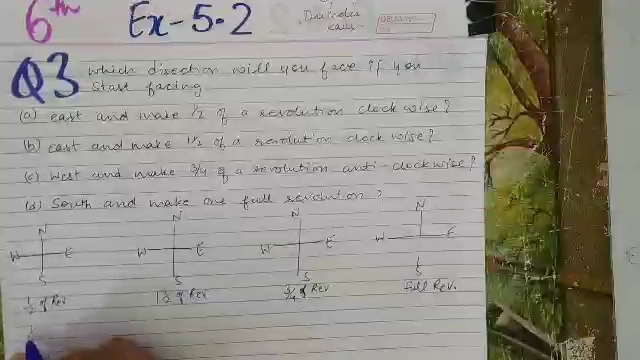 6th Ex-5.2
Q3 which direction will you face if you
start facing
(a) east and make 1/2 of a revolution clockwise?
(b) east and make 1 1/2 of a revolution clockwise?
(c) West and make 3/4 of a revolution anti-clockwise?
(d) South and make one full revolution?
N N N N
W E W E W E W E
S S S S
1/2 of Rev 1 1/2 of Rev 3/4 of Rev full Rev.